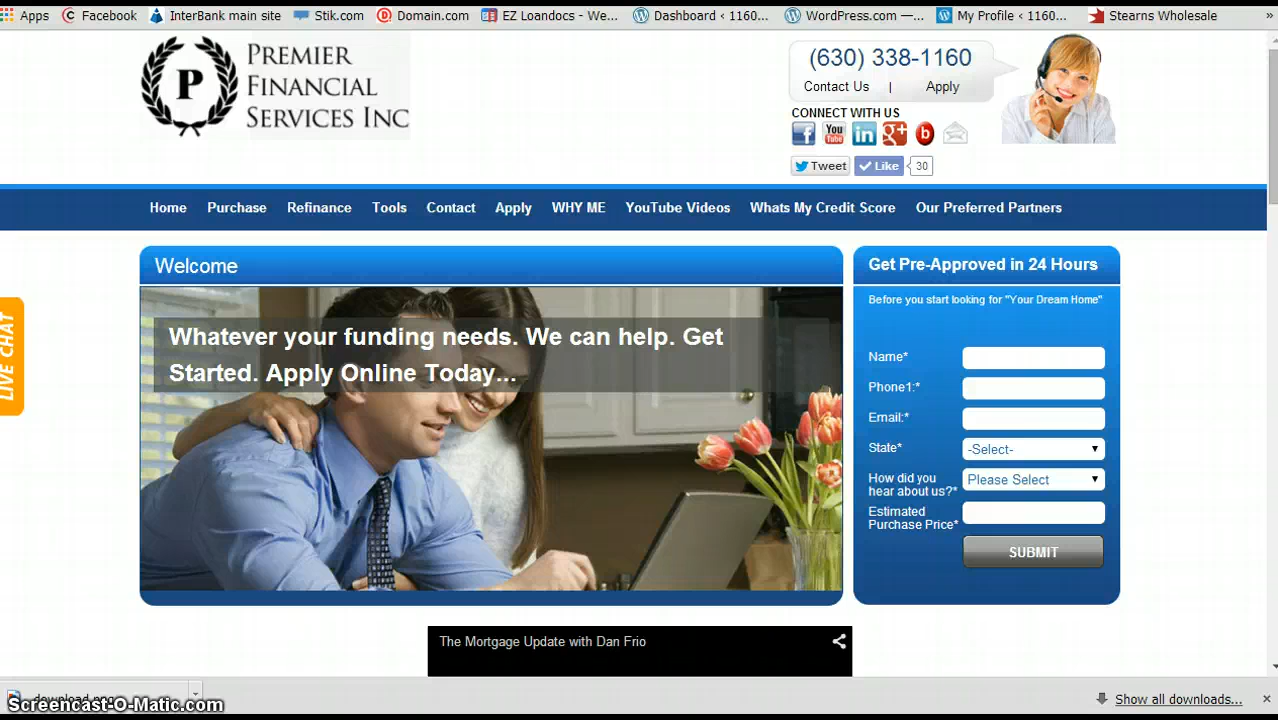 Apps Facebook InterBank main site Stik.com Domain.com EZ Loandocs - We... Dashboard ‹ 1160... WordPress.com —... My Profile ‹ 1160... Stearns Wholesale »
P
PREMIER
FINANCIAL
SERVICES INC
(630) 338-1160
Contact Us | Apply
CONNECT WITH US
f You Tube in g+ b
Tweet Like 30
Home Purchase Refinance Tools Contact Apply WHY ME YouTube Videos Whats My Credit Score Our Preferred Partners
LIVE CHAT
Welcome
Whatever your funding needs. We can help. Get
Started. Apply Online Today...
Get Pre-Approved in 24 Hours
Before you start looking for "Your Dream Home"
Name*
Phone1:*
Email:*
State* -Select-
How did you
hear about us?* Please Select
Estimated
Purchase Price*
SUBMIT
The Mortgage Update with Dan Frio
download.png
Screencast-O-Matic.com
Show all downloads...